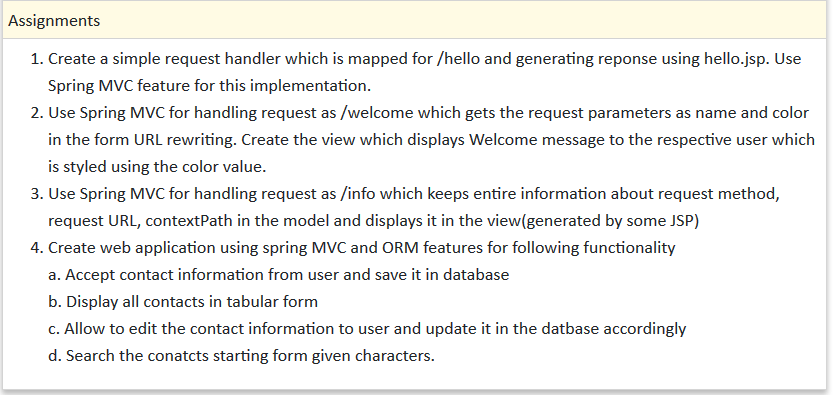 Assignments
1. Create a simple request handler which is mapped for /hello and generating reponse using hello.jsp. Use
Spring MVC feature for this implementation.
2. Use Spring MVC for handling request as /welcome which gets the request parameters as name and color
in the form URL rewriting. Create the view which displays Welcome message to the respective user which
is styled using the color value.
3. Use Spring MVC for handling request as /info which keeps entire information about request method,
request URL, contextPath in the model and displays it in the view(generated by some JSP)
4. Create web application using spring MVC and ORM features for following functionality
a. Accept contact information from user and save it in database
b. Display all contacts in tabular form
c. Allow to edit the contact information to user and update it in the datbase accordingly
d. Search the conatcts starting form given characters.